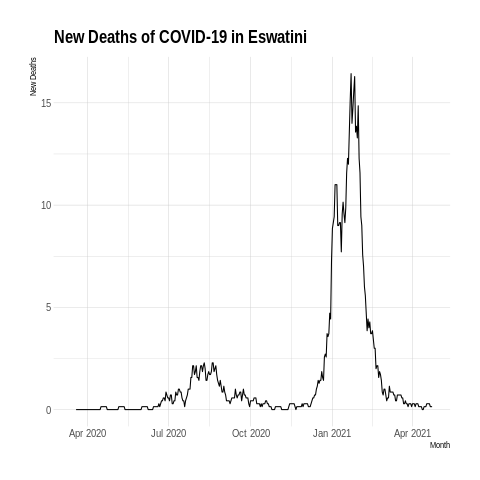 New Deaths of COVID-19 in Eswatini
New Deaths
15
10
5
0
Apr 2020 Jul 2020 Oct 2020 Jan 2021 Apr 2021
Month